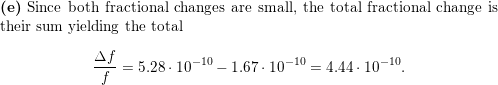 (e) Since both fractional changes are small, the total fractional change is
their sum yielding the total
Δf/f = 5.28 · 10⁻¹⁰ − 1.67 · 10⁻¹⁰ = 4.44 · 10⁻¹⁰.